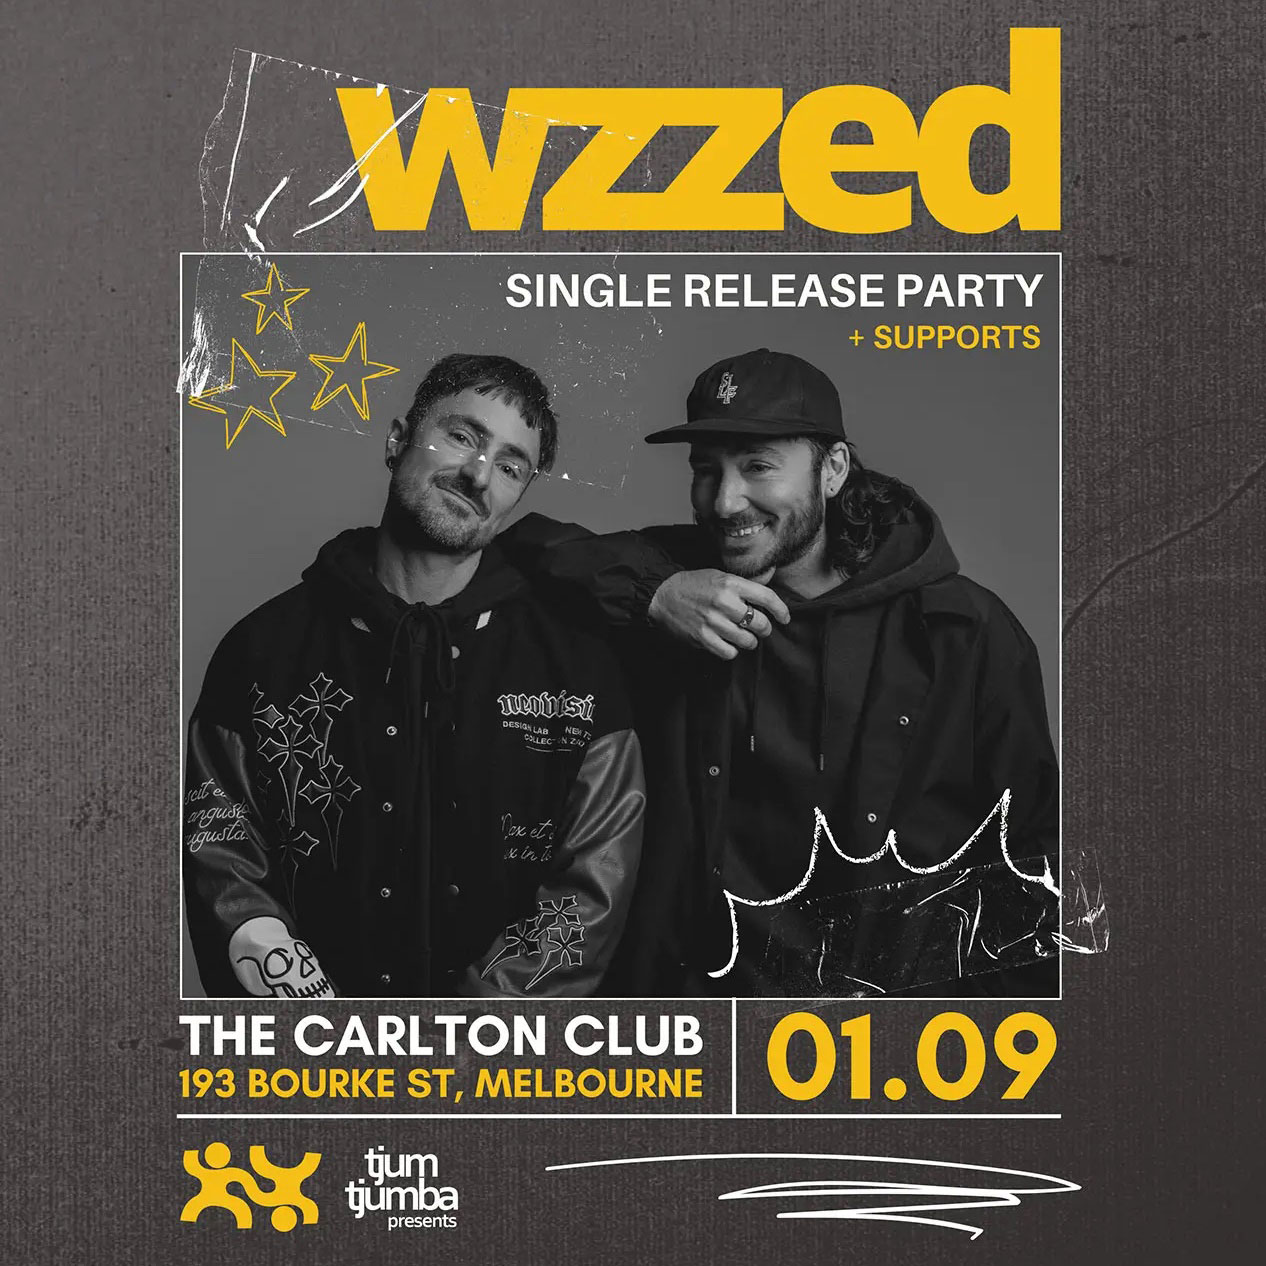 wzzed
SINGLE RELEASE PARTY
+ SUPPORTS
neovisi
DESIGN LAB
THE CARLTON CLUB
193 BOURKE ST, MELBOURNE
01.09
tjum
tjumba
presents